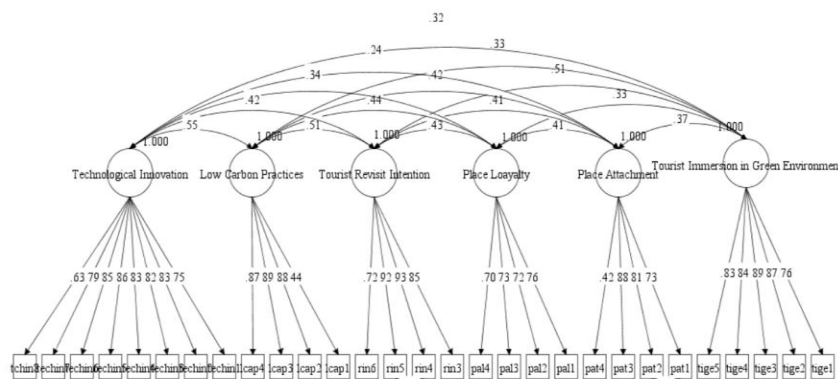 .32
.24 .33
.34 .42 .51
.42 .44 .41 .33
.55 .51 .43 .41 .37
1.000 1.000 1.000 1.000 1.000 1.000
Technological Innovation Low Carbon Practices Tourist Revisit Intention Place Loayalty Place Attachment Tourist Immersion in Green Environmen
.63 79 85 86 83 82 83 75 .87 89 88 44 .72 92 93 85 .70 73 72 76 .42 88 81 73 .83 84 89 87 76
rin6 rin5 rin4 rin3 pal4 pal3 pal2 pal1 pat4 pat3 pat2 pat1 tige5 tige4 tige3 tige2 tige1